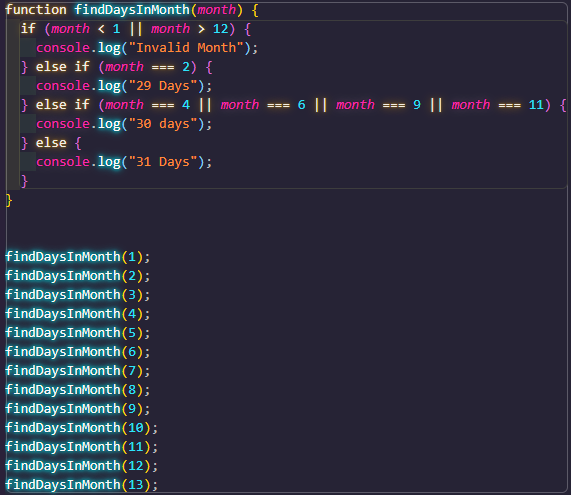 function findDaysInMonth(month) {
  if (month < 1 || month > 12) {
    console.log("Invalid Month");
  } else if (month === 2) {
    console.log("29 Days");
  } else if (month === 4 || month === 6 || month === 9 || month === 11) {
    console.log("30 days");
  } else {
    console.log("31 Days");
  }
}
findDaysInMonth(1);
findDaysInMonth(2);
findDaysInMonth(3);
findDaysInMonth(4);
findDaysInMonth(5);
findDaysInMonth(6);
findDaysInMonth(7);
findDaysInMonth(8);
findDaysInMonth(9);
findDaysInMonth(10);
findDaysInMonth(11);
findDaysInMonth(12);
findDaysInMonth(13);